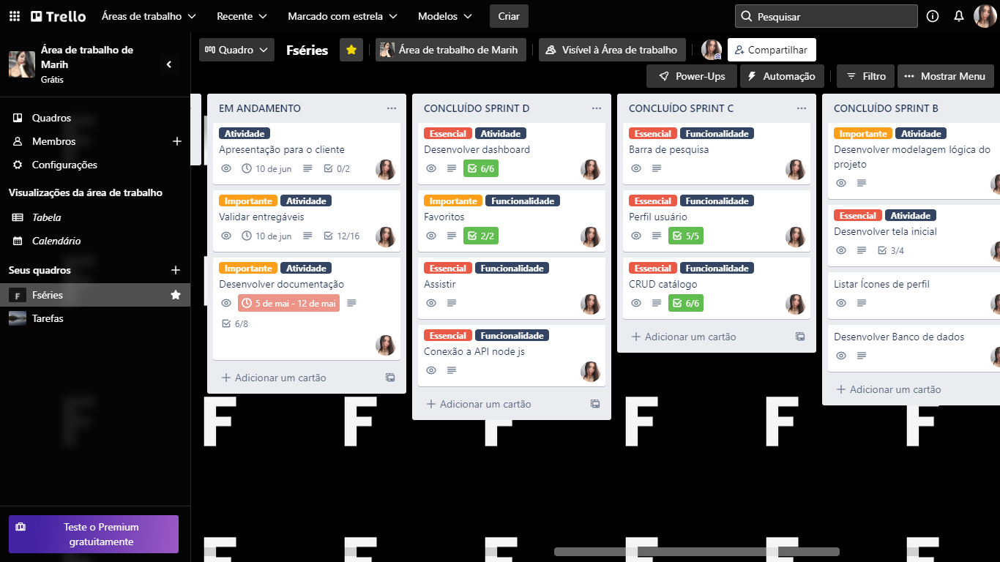 Trello
Áreas de trabalho
Recente
Marcado com estrela
Modelos
Criar
Pesquisar
Área de trabalho de
Marih
Grátis
Quadros
Membros
Configurações
Visualizações da área de trabalho
Tabela
Calendário
Seus quadros
F Fséries
Tarefas
Teste o Premium
gratuitamente
Quadro
Fséries
Área de trabalho de Marih
Visível à Área de trabalho
Compartilhar
Power-Ups
Automação
Filtro
Mostrar Menu
EM ANDAMENTO
Atividade
Apresentação para o cliente
10 de jun 0/2
Importante Atividade
Validar entregáveis
10 de jun 12/16
Importante Atividade
Desenvolver documentação
5 de mai - 12 de mai
6/8
Adicionar um cartão
CONCLUÍDO SPRINT D
Essencial Atividade
Desenvolver dashboard
6/6
Importante Funcionalidade
Favoritos
2/2
Essencial Funcionalidade
Assistir
Essencial Funcionalidade
Conexão a API node js
Adicionar um cartão
CONCLUÍDO SPRINT C
Essencial Funcionalidade
Barra de pesquisa
Essencial Funcionalidade
Perfil usuário
5/5
Essencial Funcionalidade
CRUD catálogo
6/6
Adicionar um cartão
CONCLUÍDO SPRINT B
Importante Atividade
Desenvolver modelagem lógica do
projeto
Essencial Atividade
Desenvolver tela inicial
3/4
Listar Ícones de perfil
Desenvolver Banco de dados
Adicionar um cartão
F F F F F F
F F F F F F